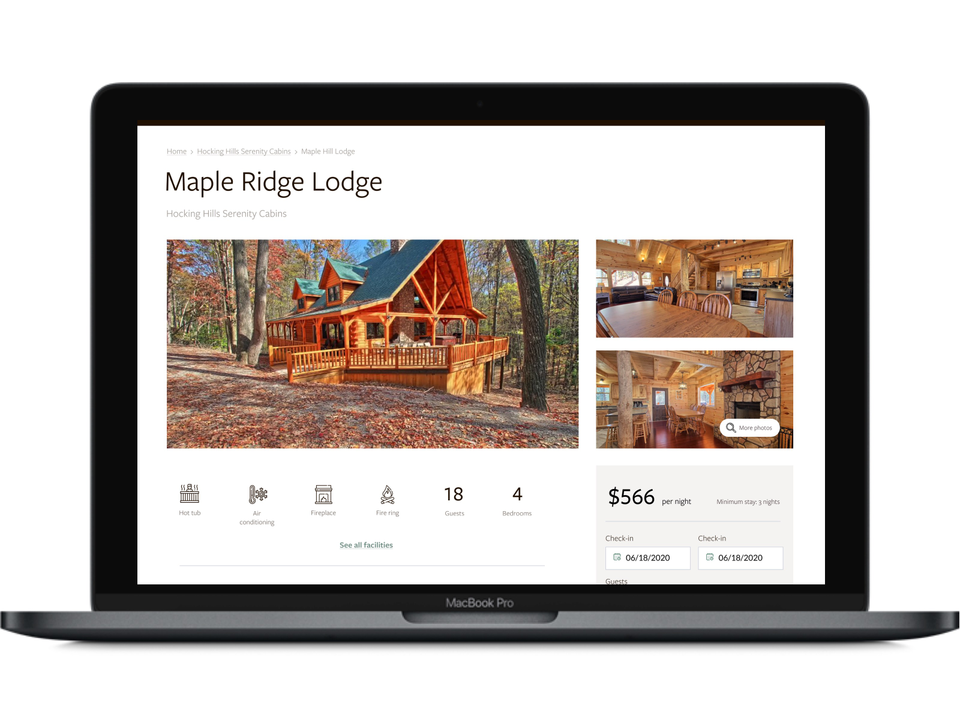 Home > Hocking Hills Serenity Cabins > Maple Hill Lodge
Maple Ridge Lodge
Hocking Hills Serenity Cabins
More photos
Hot tub
Air
conditioning
Fireplace
Fire ring
18
Guests
4
Bedrooms
See all facilities
$566 per night
Minimum stay: 3 nights
Check-in
Check-in
06/18/2020
06/18/2020
Guests
MacBook Pro